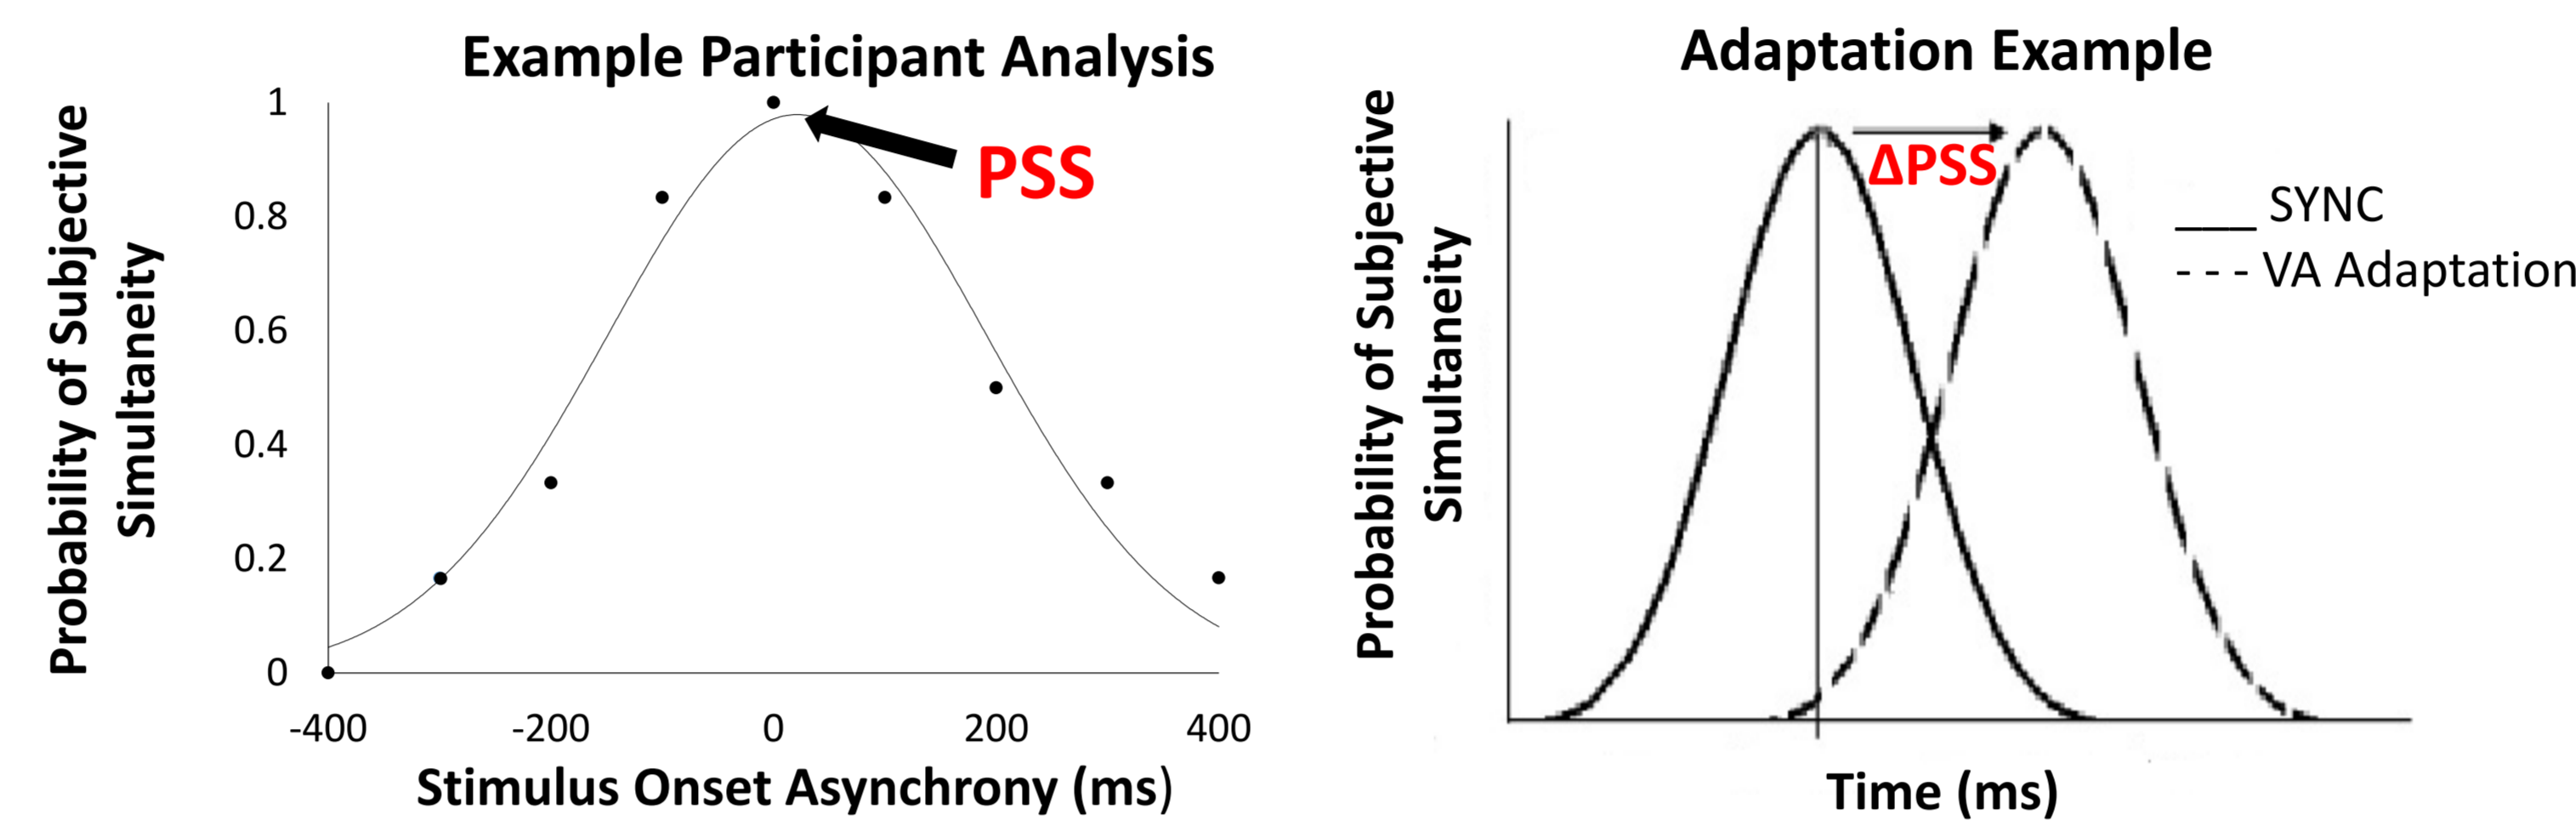 Example Participant Analysis
Probability of Subjective
Simultaneity
1
0.8
0.6
0.4
0.2
0
PSS
-400
-200
0
200
400
Stimulus Onset Asynchrony (ms)
Adaptation Example
Probability of Subjective
Simultaneity
ΔPSS
SYNC
VA Adaptation
Time (ms)